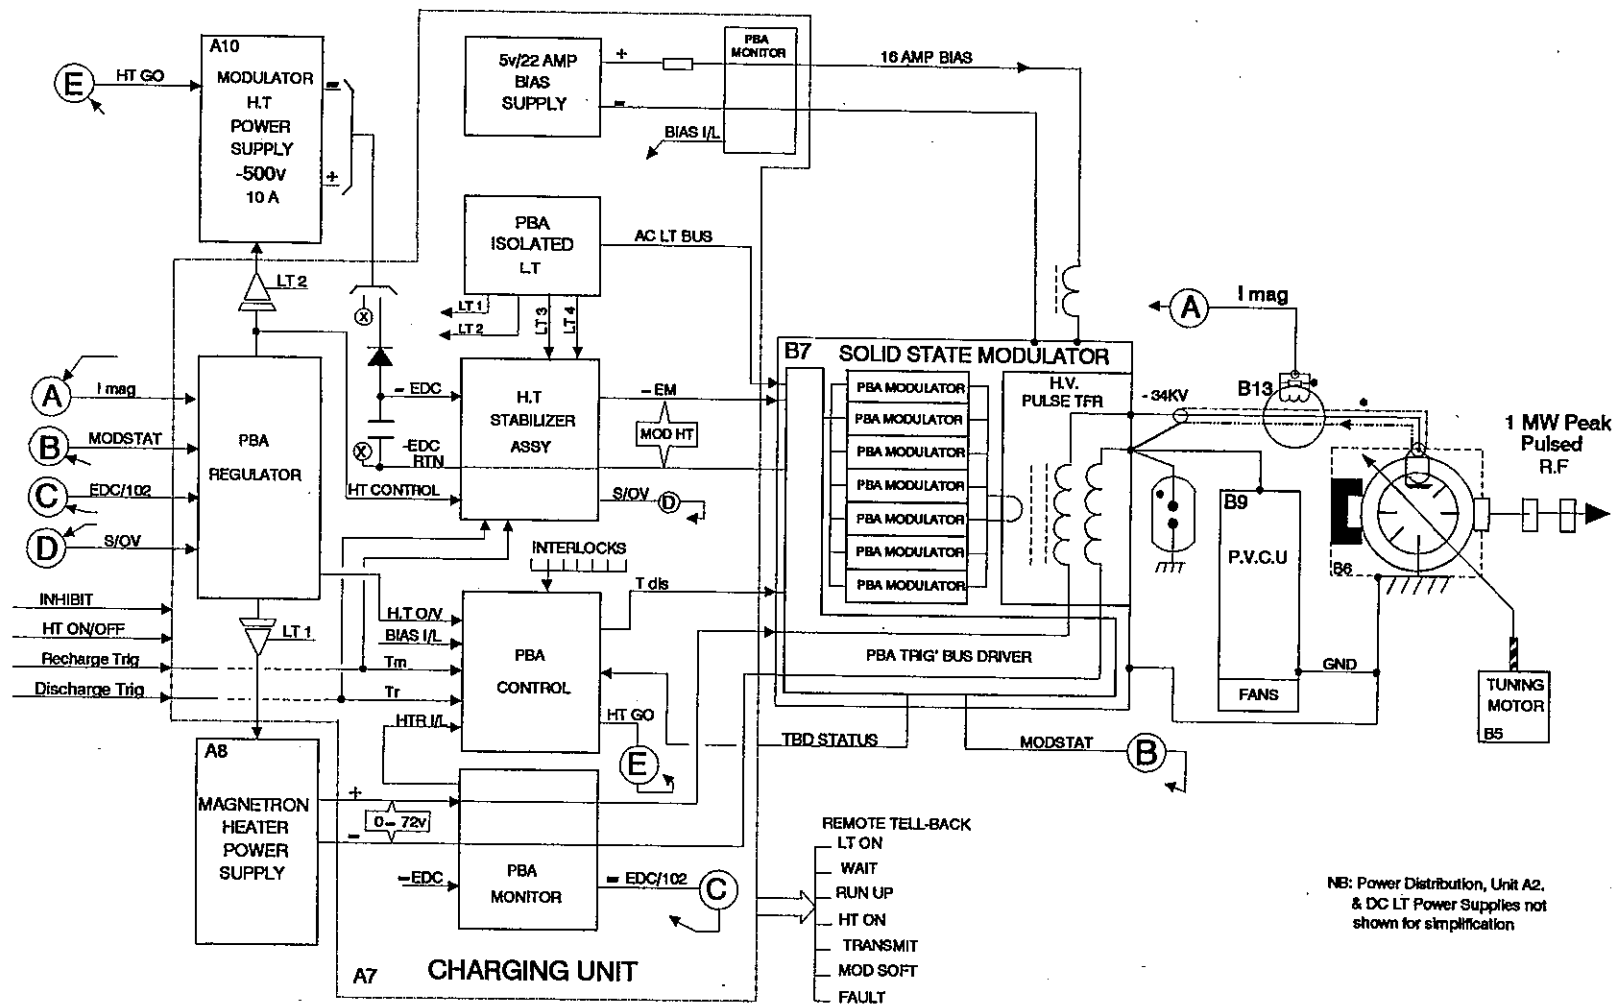 A10
MODULATOR
H.T
POWER
SUPPLY
-500v
10 A
E
HT GO
=
+
5v/22 AMP
BIAS
SUPPLY
+
=
PBA
MONITOR
16 AMP BIAS
BIAS I/L
PBA
ISOLATED
LT
AC LT BUS
LT 1
LT 2
LT 3
LT 4
LT 2
X
A
I mag
B
MODSTAT
C
EDC/102
D
S/OV
PBA
REGULATOR
- EDC
X
-EDC
RTN
HT CONTROL
H.T
STABILIZER
ASSY
- EM
MOD HT
S/OV
D
INTERLOCKS
INHIBIT
HT ON/OFF
Recharge Trig
Discharge Trig
LT 1
H.T O/V
BIAS I/L
Tm
Tr
HTR I/L
PBA
CONTROL
T dis
HT GO
E
A8
MAGNETRON
HEATER
POWER
SUPPLY
+
-
0 - 72v
PBA
MONITOR
- EDC
= EDC/102
C
A7
CHARGING UNIT
B7
SOLID STATE MODULATOR
PBA MODULATOR
PBA MODULATOR
PBA MODULATOR
PBA MODULATOR
PBA MODULATOR
PBA MODULATOR
PBA MODULATOR
H.V.
PULSE TFR
- 34KV
PBA TRIG' BUS DRIVER
TBD STATUS
MODSTAT
B
A
I mag
B13
B9
P.V.C.U
FANS
GND
B6
1 MW Peak
Pulsed
R.F
TUNING
MOTOR
B5
REMOTE TELL-BACK
LT ON
WAIT
RUN UP
HT ON
TRANSMIT
MOD SOFT
FAULT
NB: Power Distribution, Unit A2,
& DC LT Power Supplies not
shown for simplification